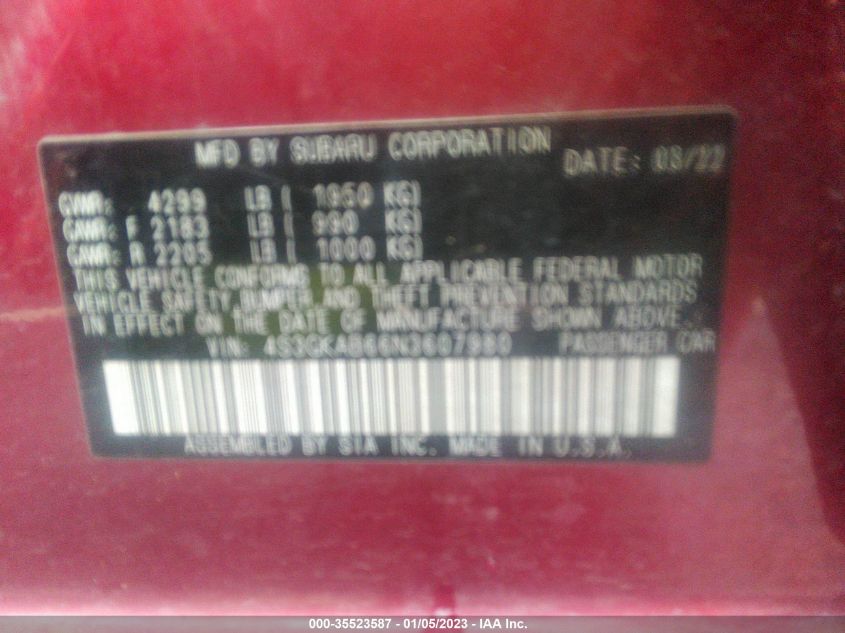 MFD BY SUBARU CORPORATION DATE: 08/22
GVWR: 4299 LB ( 1950 KG)
GAWR: F 2183 LB ( 990 KG)
GAWR: R 2205 LB ( 1000 KG)
THIS VEHICLE CONFORMS TO ALL APPLICABLE FEDERAL MOTOR
VEHICLE SAFETY, BUMPER AND THEFT PREVENTION STANDARDS
IN EFFECT ON THE DATE OF MANUFACTURE SHOWN ABOVE.
VIN: 4S3GKAB66N3607980 PASSENGER CAR
ASSEMBLED BY SIA INC. MADE IN U.S.A.
000-35523587 - 01/05/2023 - IAA Inc.